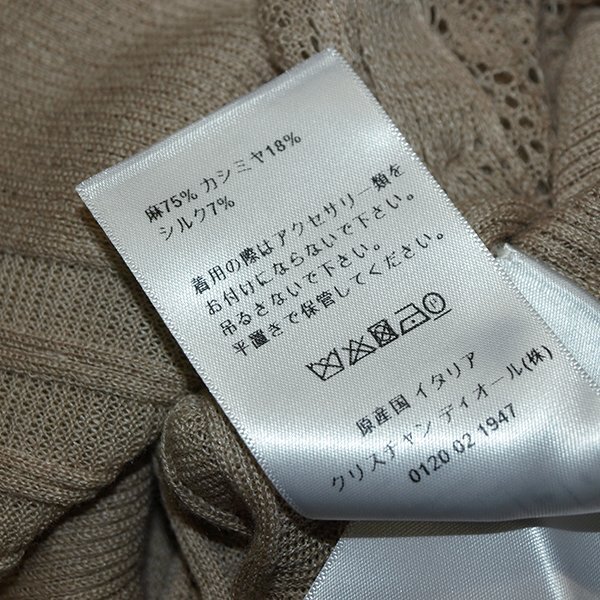 麻75% カシミヤ18%
シルク7%
着用の際はアクセサリー類を
お付けにならないで下さい。
吊るさないで下さい。
平置きで保管してください。
原産国 イタリア
クリスチャン ディオール(株)
0120 02 1947